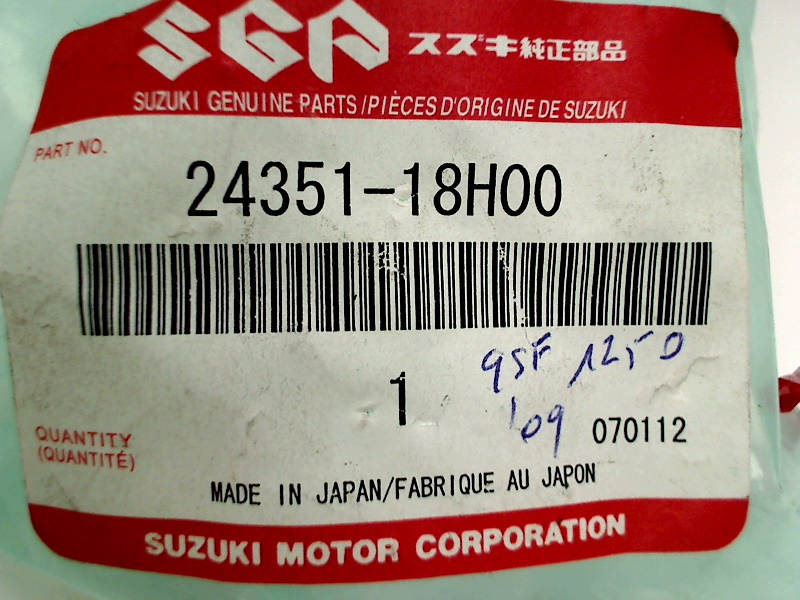 SGP スズキ純正部品
SUZUKI GENUINE PARTS/PIÈCES D'ORIGINE DE SUZUKI
PART NO.
24351-18H00
gSF 1250
1
'09
070112
QUANTITY
(QUANTITÉ)
MADE IN JAPAN/FABRIQUE AU JAPON
SUZUKI MOTOR CORPORATION